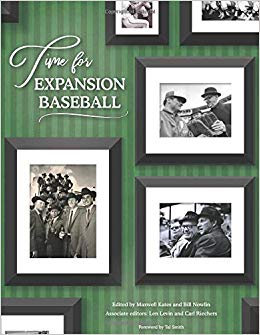 Time for
EXPANSION
BASEBALL
Edited by Maxwell Kates and Bill Nowlin
Associate editors: Len Levin and Carl Riechers
Foreword by Tal Smith